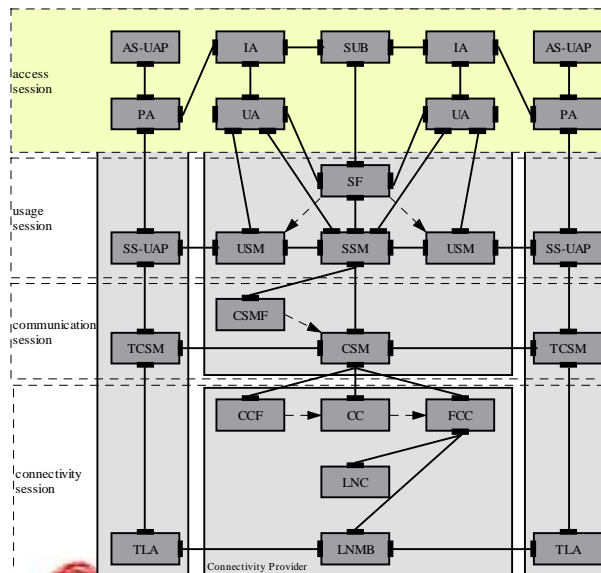 AS-UAP IA SUB IA AS-UAP
access
session
PA UA UA PA
SF
usage
session
SS-UAP USM SSM USM SS-UAP
CSMF
communication
session
TCSM CSM TCSM
CCF CC FCC
connectivity
session
LNC
TLA LNMB TLA
Connectivity Provider